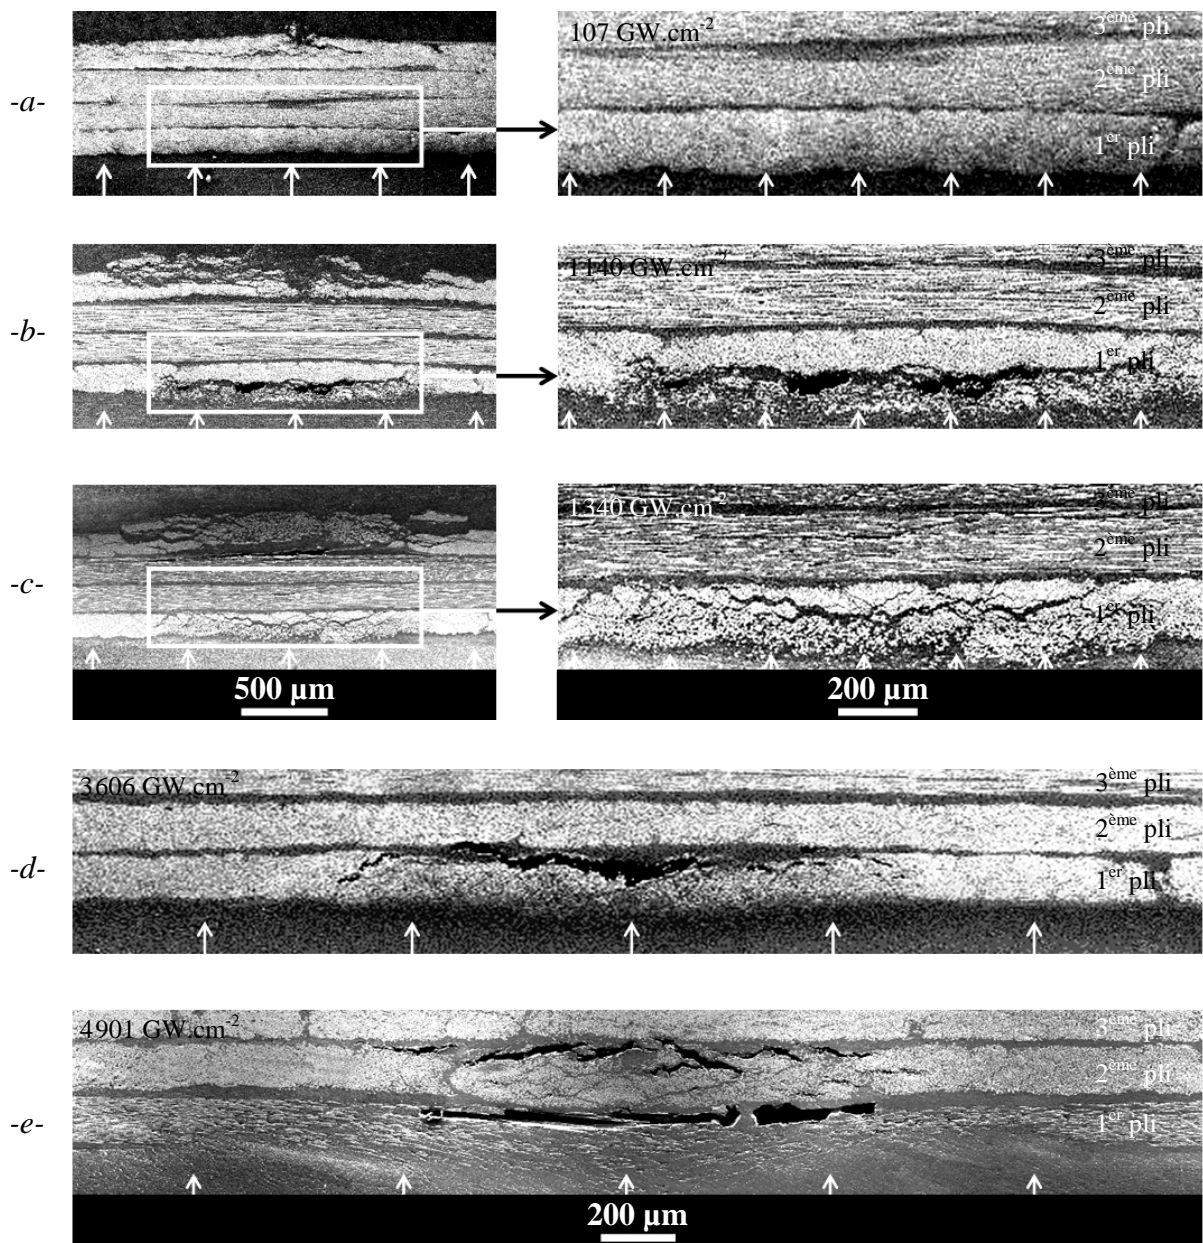 -a-
107 GW.cm-2
3ème pli
2ème pli
1er pli
-b-
1140 GW.cm-2
3ème pli
2ème pli
1er pli
-c-
1340 GW.cm-2
3ème pli
2ème pli
1er pli
500 µm
200 µm
-d-
3606 GW.cm-2
3ème pli
2ème pli
1er pli
-e-
4901 GW.cm-2
3ème pli
2ème pli
1er pli
200 µm